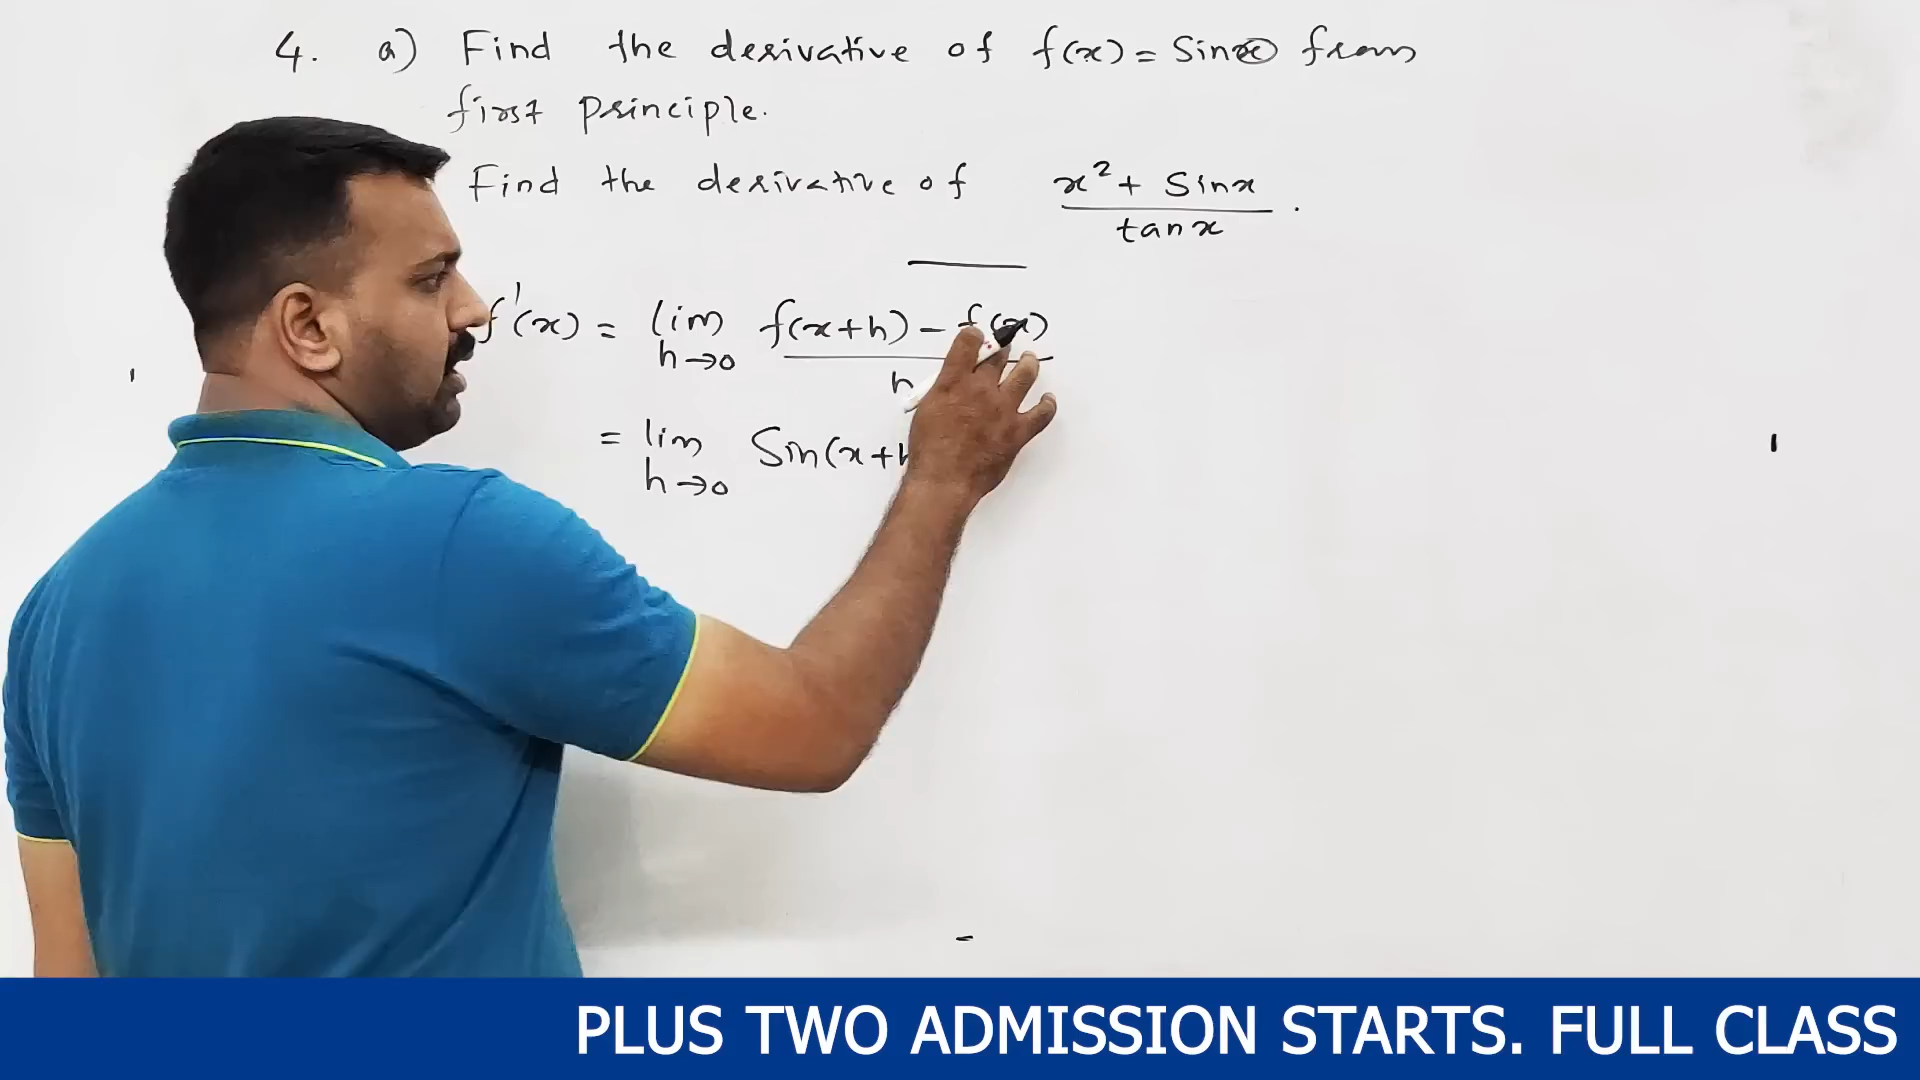 4. a) Find the derivative of f(x) = Sinx from
first principle.
Find the derivative of x² + Sinx / tanx .
f'(x) = lim h→0 f(x+h) - f(x) / h
= lim h→0 Sin(x+h
PLUS TWO ADMISSION STARTS. FULL CLASS